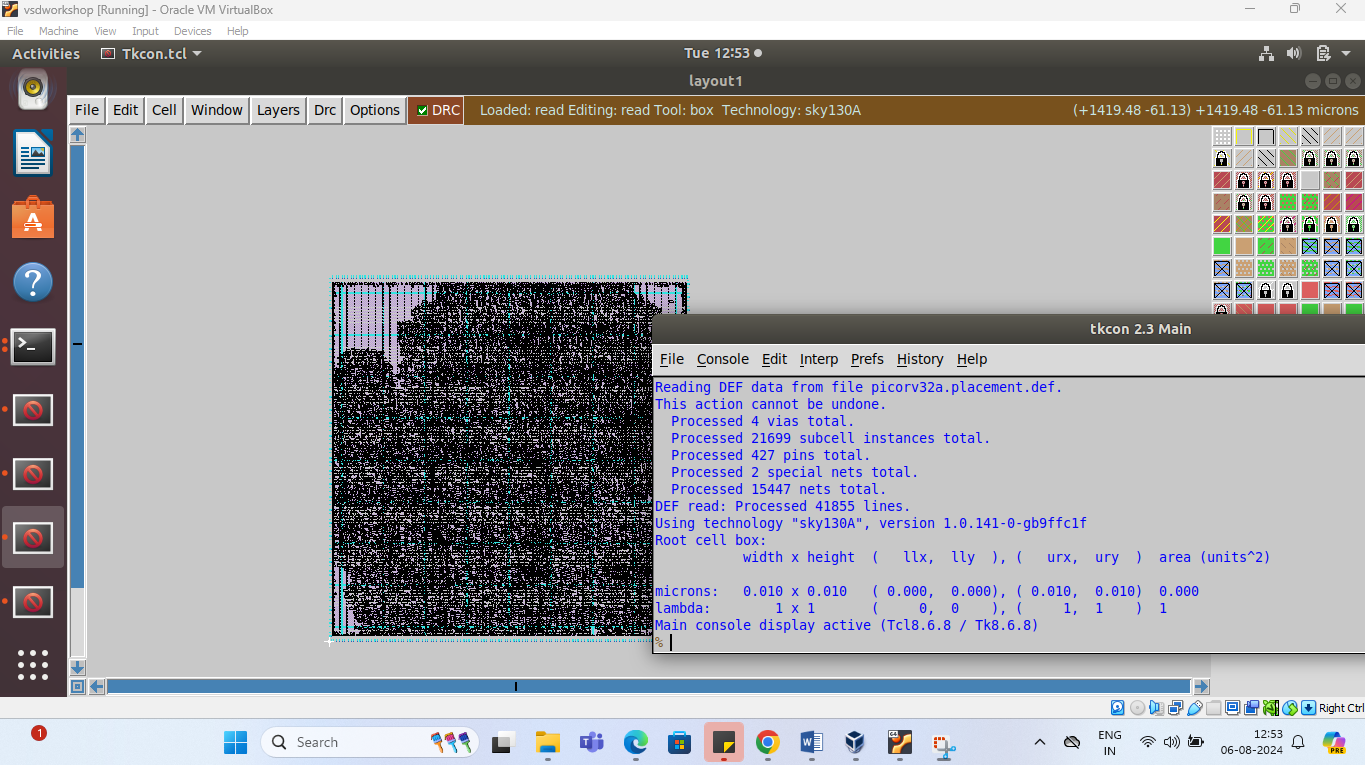 vsdworkshop [Running] - Oracle VM VirtualBox
File Machine View Input Devices Help
Activities Tkcon.tcl Tue 12:53
layout1
File Edit Cell Window Layers Drc Options DRC Loaded: read Editing: read Tool: box Technology: sky130A (+1419.48 -61.13) +1419.48 -61.13 microns
tkcon 2.3 Main
File Console Edit Interp Prefs History Help
Reading DEF data from file picorv32a.placement.def.
This action cannot be undone.
Processed 4 vias total.
Processed 21699 subcell instances total.
Processed 427 pins total.
Processed 2 special nets total.
Processed 15447 nets total.
DEF read: Processed 41855 lines.
Using technology "sky130A", version 1.0.141-0-gb9ffc1f
Root cell box:
width x height ( llx, lly ), ( urx, ury ) area (units^2)
microns: 0.010 x 0.010 ( 0.000, 0.000), ( 0.010, 0.010) 0.000
lambda: 1 x 1 ( 0, 0 ), ( 1, 1 ) 1
Main console display active (Tcl8.6.8 / Tk8.6.8)
%
Right Ctrl
1
Search
ENG
IN
12:53
06-08-2024
PRE